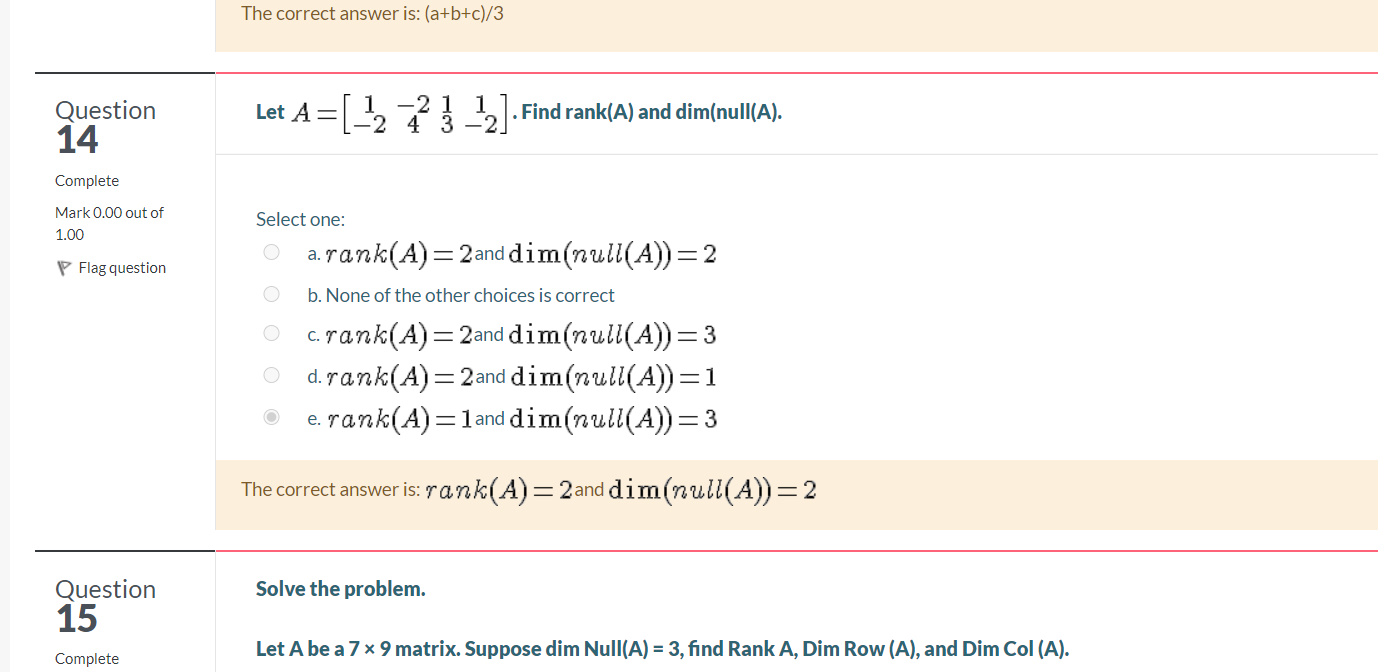 The correct answer is: (a+b+c)/3
Question
14
Complete
Mark 0.00 out of
1.00
Flag question
Let A = [ 1 −2 1 1
−2 4 3 −2 ]. Find rank(A) and dim(null(A).
Select one:
a. rank(A) = 2 and dim(null(A)) = 2
b. None of the other choices is correct
c. rank(A) = 2 and dim(null(A)) = 3
d. rank(A) = 2 and dim(null(A)) = 1
e. rank(A) = 1 and dim(null(A)) = 3
The correct answer is: rank(A) = 2 and dim(null(A)) = 2
Question
15
Complete
Solve the problem.
Let A be a 7 × 9 matrix. Suppose dim Null(A) = 3, find Rank A, Dim Row (A), and Dim Col (A).